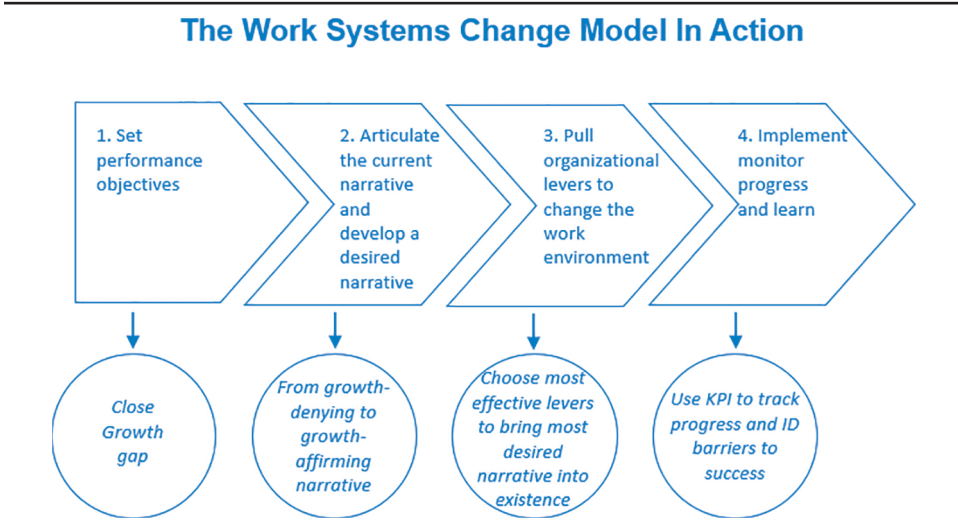 The Work Systems Change Model In Action
1. Set
performance
objectives
2. Articulate
the current
narrative
and
develop a
desired
narrative
3. Pull
organizational
levers to
change the
work
environment
4. Implement
monitor
progress
and learn
Close
Growth
gap
From growth-
denying to
growth-
affirming
narrative
Choose most
effective levers
to bring most
desired
narrative into
existence
Use KPI to track
progress and ID
barriers to
success